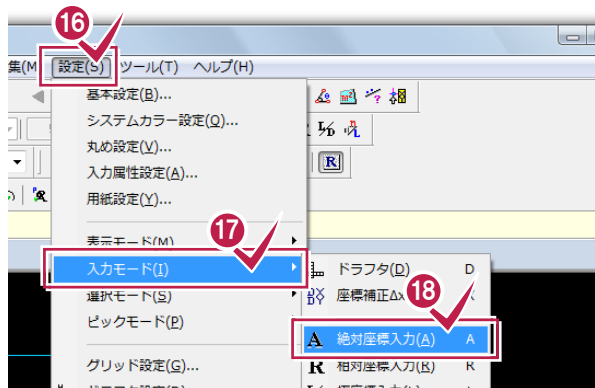 16
集(M 設定(S) ツール(T) ヘルプ(H)
基本設定(B)...
システムカラー設定(O)...
丸め設定(V)...
R
入力属性設定(A)...
用紙設定(Y)...
17
表示モード(M)
入力モード(I)
ドラフタ(D) D
18
選択モード(S)
座標補正Δx
ピックモード(P)
A 絶対座標入力(A) A
グリッド設定(G)...
R 相対座標入力(R) R